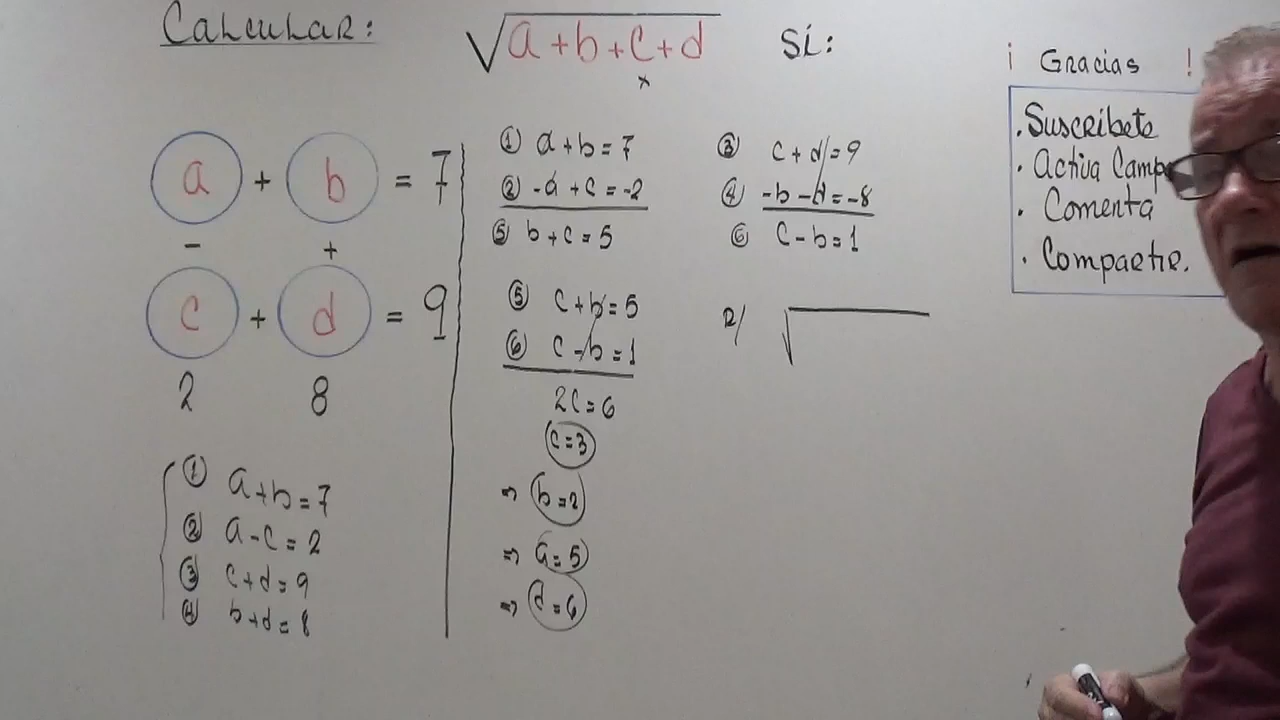 Calcular: √a+b+c+d Sí:
x
a + b = 7
- +
c + d = 9
2 8
① a+b=7
② a-c=2
③ c+d=9
④ b+d=8
① a+b=7
② -a+c=-2
⑤ b+c=5
⑤ c+b=5
⑥ c-b=1
2c=6
c=3
⇒ b=2
⇒ a=5
⇒ d=6
③ c+d=9
④ -b-d=-8
⑥ c-b=1
R/ √
¡ Gracias !
. Suscribete
. Activa Campa
. Comenta
. Compartir.